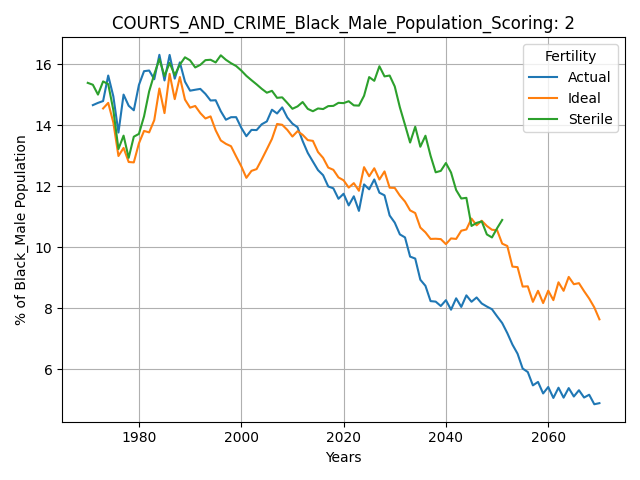 COURTS_AND_CRIME_Black_Male_Population_Scoring: 2
Fertility
Actual
Ideal
Sterile
% of Black_Male Population
16
14
12
10
8
6
1980 2000 2020 2040 2060
Years